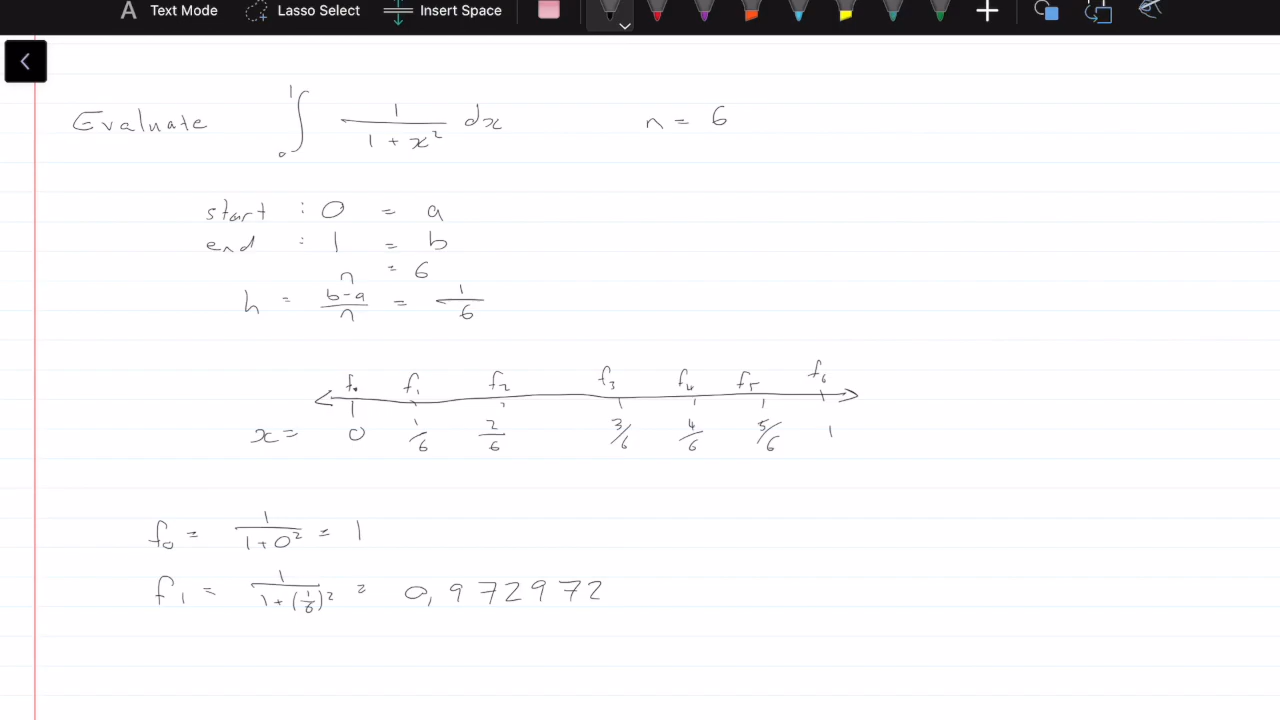 Text Mode Lasso Select Insert Space
Evaluate ∫₀¹ 1/(1 + x²) dx n = 6
start : 0 = a
end : 1 = b
n = 6
h = (b-a)/n = 1/6
f₀ f₁ f₂ f₃ f₄ f₅ f₆
x = 0 1/6 2/6 3/6 4/6 5/6 1
f₀ = 1/(1+0²) = 1
f₁ = 1/(1+(1/6)²) = 0,972972